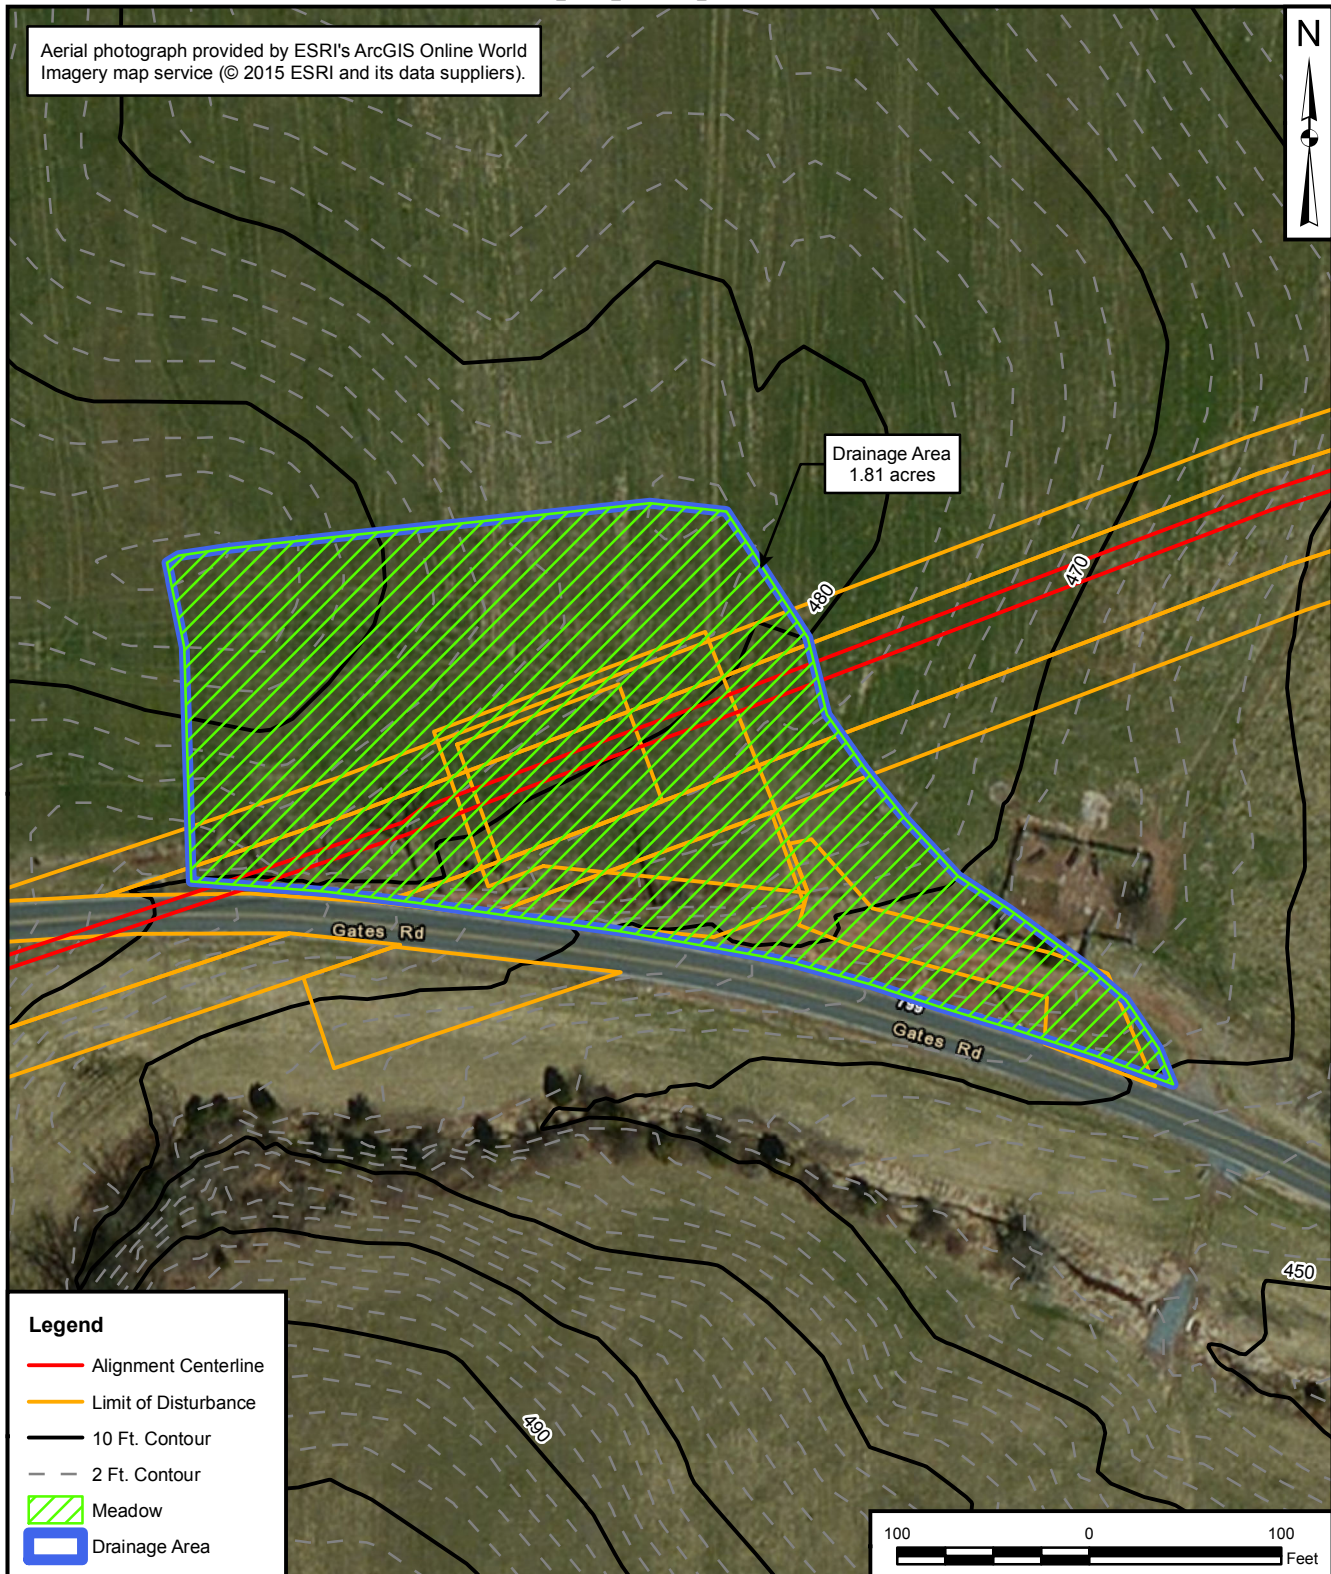 Aerial photograph provided by ESRI's ArcGIS Online World
Imagery map service (© 2015 ESRI and its data suppliers).
N
Drainage Area
1.81 acres
480
470
Gates Rd
799
Gates Rd
450
490
Legend
Alignment Centerline
Limit of Disturbance
10 Ft. Contour
2 Ft. Contour
Meadow
Drainage Area
100 0 100
Feet